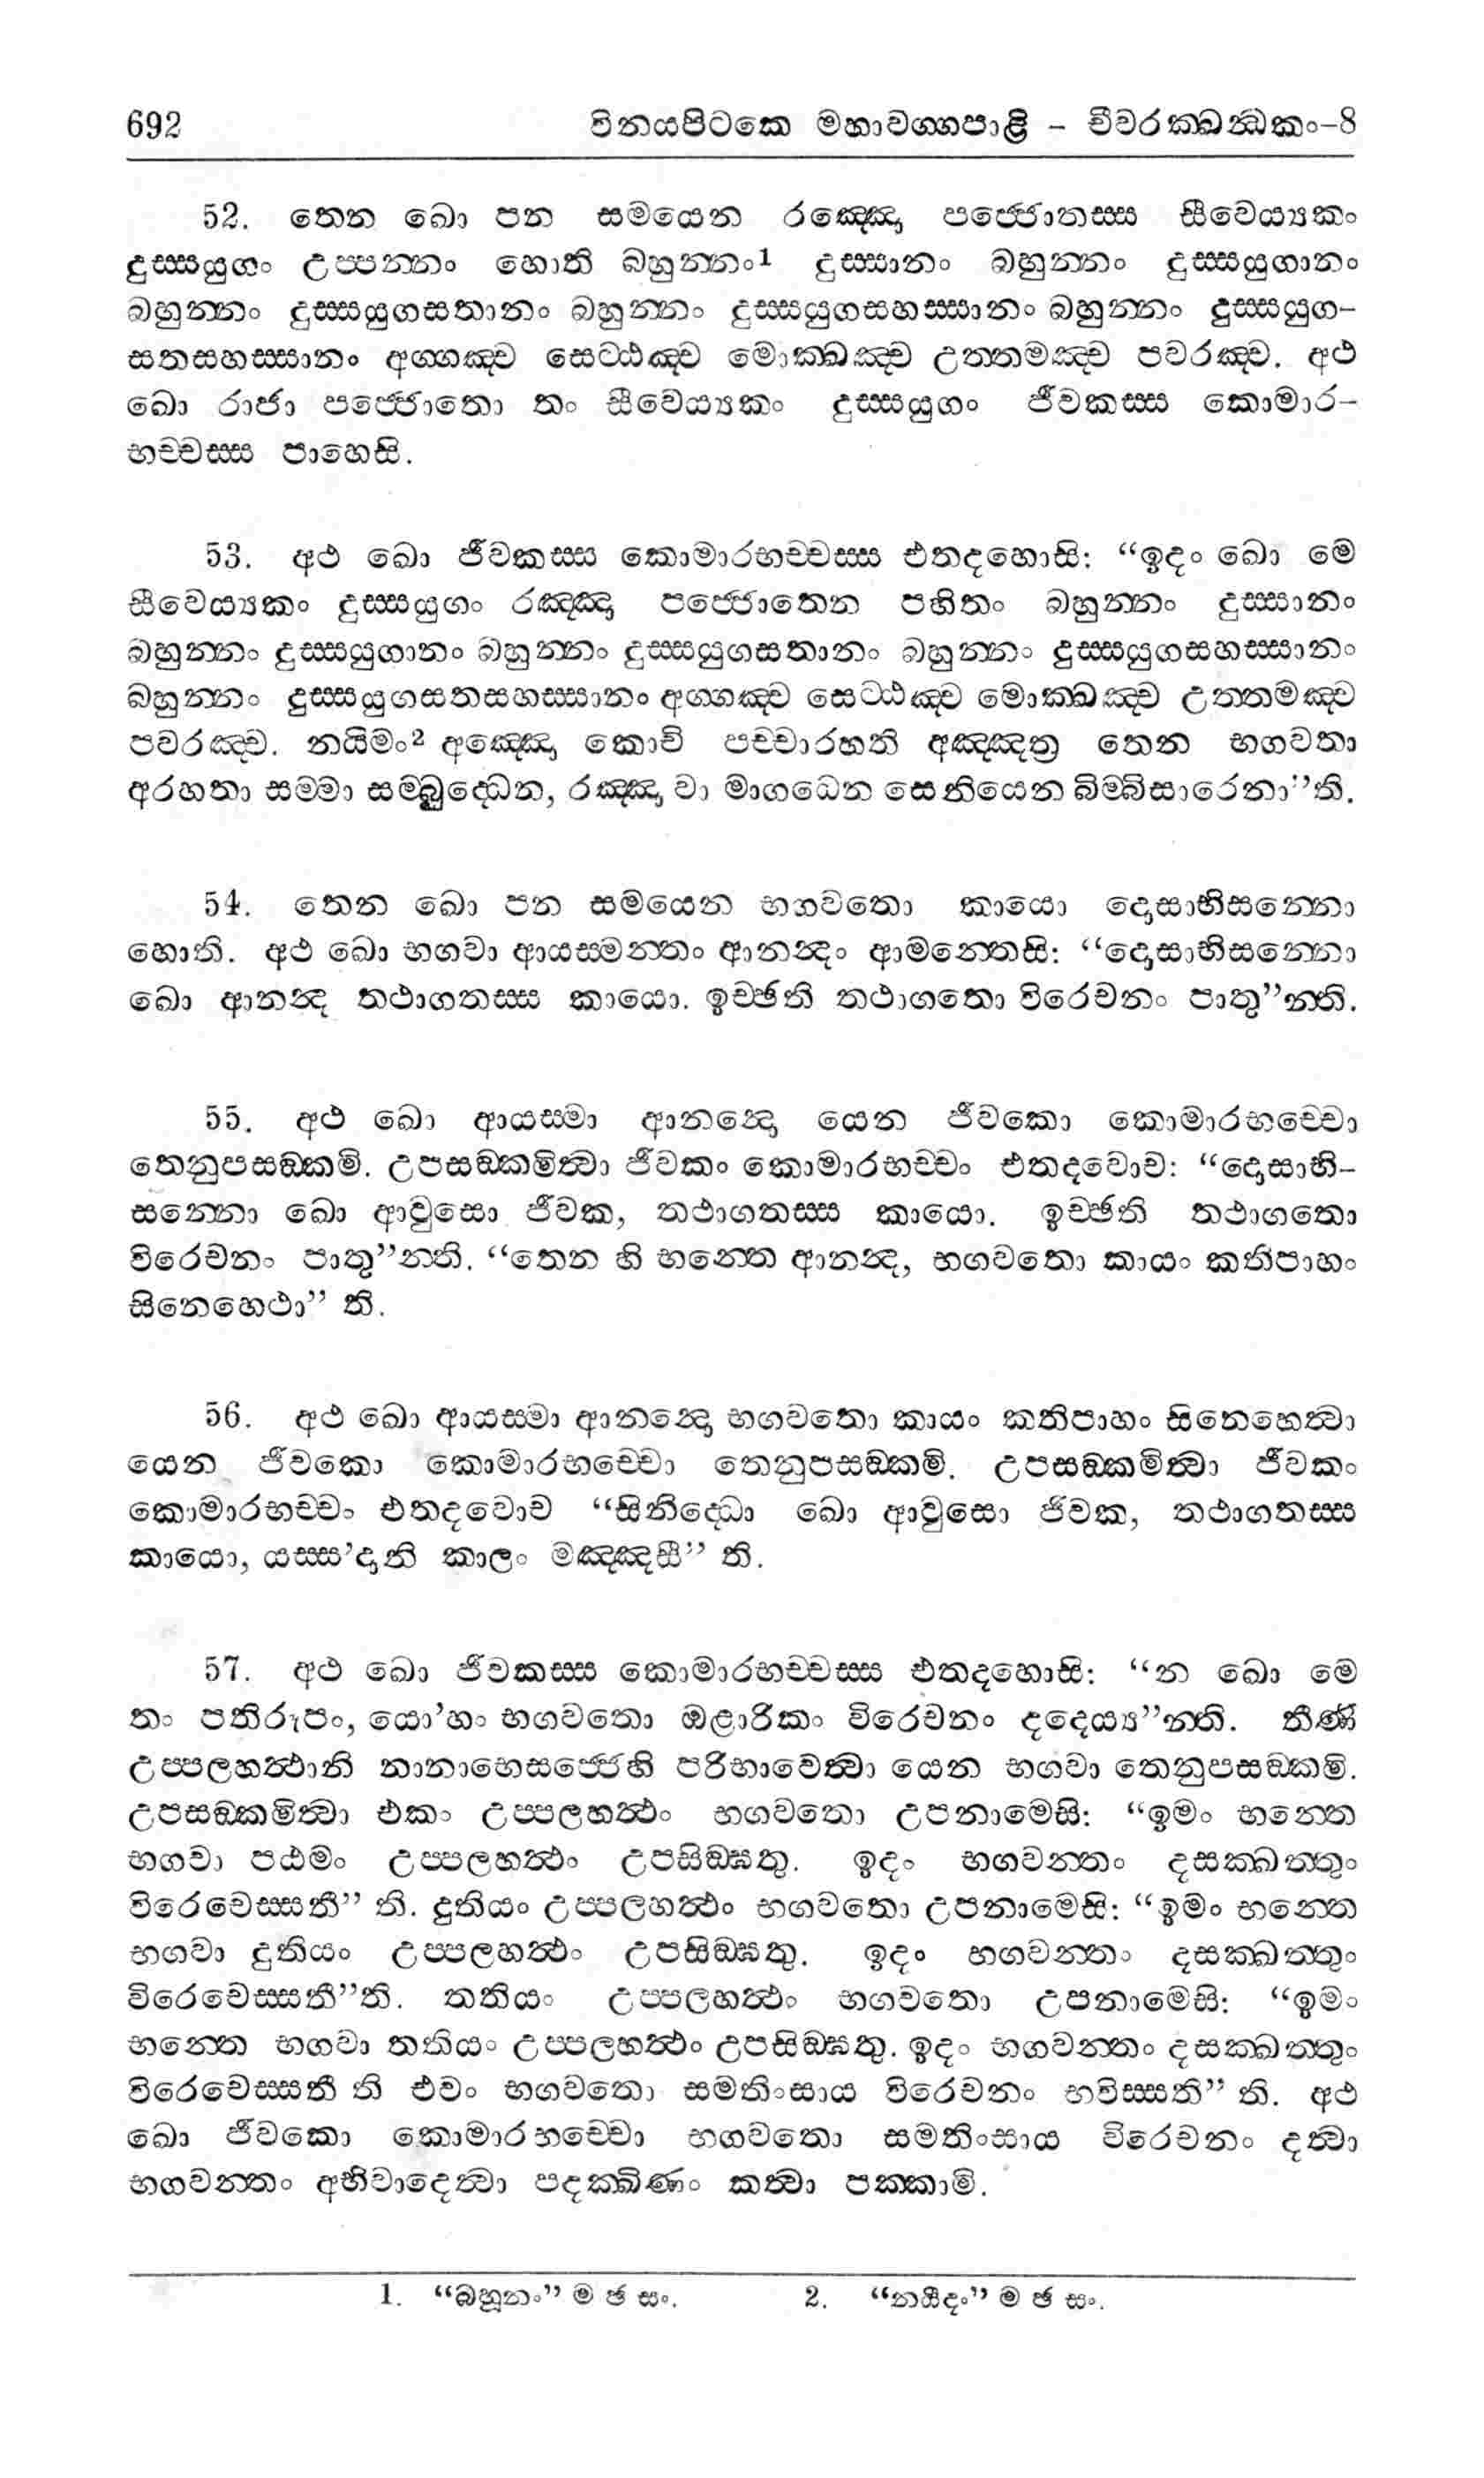 692 විනයපිටකෙ මහාවග්ගපාළි - චීවරක්ඛන්ධකං-8
52. තෙන ඛො පන සමයෙන රඤ්ඤො පජ්ජොතස්ස සීවෙය්‍යකං
දුස්සයුගං උප්පන්නං හොති බහුන්නං1 දුස්සානං බහුන්නං දුස්සයුගානං
බහුන්නං දුස්සයුගසතානං බහුන්නං දුස්සයුගසහස්සානං බහුන්නං දුස්සයුග-
සතසහස්සානං අග්ගඤ්ච සෙට්ඨඤ්ච මොක්ඛඤ්ච උත්තමඤ්ච පවරඤ්ච. අථ
ඛො රාජා පජ්ජොතො තං සීවෙය්‍යකං දුස්සයුගං ජීවකස්ස කොමාර-
භච්චස්ස පාහෙසි.
53. අථ ඛො ජීවකස්ස කොමාරභච්චස්ස එතදහොසි: “ඉදං ඛො මෙ
සීවෙය්‍යකං දුස්සයුගං රඤ්ඤා පජ්ජොතෙන පහිතං බහුන්නං දුස්සානං
බහුන්නං දුස්සයුගානං බහුන්නං දුස්සයුගසතානං බහුන්නං දුස්සයුගසහස්සානං
බහුන්නං දුස්සයුගසතසහස්සානං අග්ගඤ්ච සෙට්ඨඤ්ච මොක්ඛඤ්ච උත්තමඤ්ච
පවරඤ්ච. නයිමං2 අඤ්ඤො කොචි පච්චාරහති අඤ්ඤත්‍ර තෙන භගවතා
අරහතා සම්මා සම්බුද්ධෙන, රඤ්ඤා වා මාගධෙන සෙනියෙන බිම්බිසාරෙනා”ති.
54. තෙන ඛො පන සමයෙන භගවතො කායො දොසාභිසන්නො
හොති. අථ ඛො භගවා ආයස්මන්තං ආනන්දං ආමන්තෙසි: “දොසාභිසන්නො
ඛො ආනන්ද තථාගතස්ස කායො. ඉච්ඡති තථාගතො විරෙචනං පාතු”න්ති.
55. අථ ඛො ආයස්මා ආනන්දො යෙන ජීවකො කොමාරභච්චො
තෙනුපසඞ්කමි. උපසඞ්කමිත්වා ජීවකං කොමාරභච්චං එතදවොච: “දොසාභි-
සන්නො ඛො ආවුසො ජීවක, තථාගතස්ස කායො. ඉච්ඡති තථාගතො
විරෙචනං පාතු”න්ති. “තෙන හි භන්තෙ ආනන්ද, භගවතො කායං කතිපාහං
සිනෙහෙථා” ති.
56. අථ ඛො ආයස්මා ආනන්දො භගවතො කායං කතිපාහං සිනෙහෙත්වා
යෙන ජීවකො කොමාරභච්චො තෙනුපසඞ්කමි. උපසඞ්කමිත්වා ජීවකං
කොමාරභච්චං එතදවොච “සිනිද්ධො ඛො ආවුසො ජිවක, තථාගතස්ස
කායො, යස්ස’දානි කාලං මඤ්ඤසී” ති.
57. අථ ඛො ජීවකස්ස කොමාරභච්චස්ස එතදහොසි: “න ඛො මෙ
තං පතිරූපං, යො’හං භගවතො ඔළාරිකං විරෙචනං දදෙය්‍ය”න්ති. තීණි
උප්පලහත්ථානි නානාභෙසජ්ජෙහි පරිභාවෙත්වා යෙන භගවා තෙනුපසඞ්කමි.
උපසඞ්කමිත්වා එකං උප්පලහත්ථං භගවතො උපනාමෙසි: “ඉමං භන්තෙ
භගවා පඨමං උප්පලහත්ථං උපසිඞ්ඝතු. ඉදං භගවන්තං දසක්ඛත්තුං
විරෙචෙස්සතී” ති. දුතියං උප්පලහත්ථං භගවතො උපනාමෙසි: “ඉමං භන්තෙ
භගවා දුතියං උප්පලහත්ථං උපසිඞ්ඝතු. ඉදං භගවන්තං දසක්ඛත්තුං
විරෙචෙස්සතී”ති. තතියං උප්පලහත්ථං භගවතො උපනාමෙසි: “ඉමං
භන්තෙ භගවා තතියං උප්පලහත්ථං උපසිඞ්ඝතු. ඉදං භගවන්තං දසක්ඛත්තුං
විරෙචෙස්සතී ති එවං භගවතො සමතිංසාය විරෙචනං භවිස්සති” ති. අථ
ඛො ජීවකො කොමාරභච්චො භගවතො සමතිංසාය විරෙචනං දත්වා
භගවන්තං අභිවාදෙත්වා පදක්ඛිණං කත්වා පක්කාමි.
1. “බහූනං” ම ඡ සං. 2. “නයිදං” ම ඡ සං.